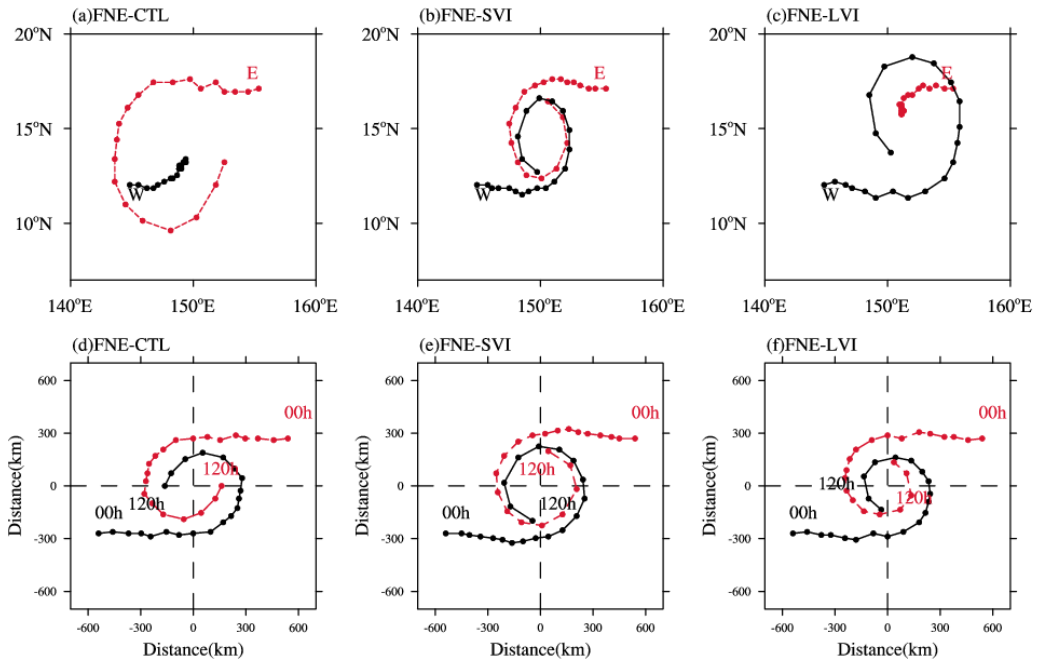 (a)FNE-CTL (b)FNE-SVI (c)FNE-LVI
20°N 20°N 20°N
E E E
15°N 15°N 15°N
W W W
10°N 10°N 10°N
140°E 150°E 160°E 140°E 150°E 160°E 140°E 150°E 160°E
(d)FNE-CTL (e)FNE-SVI (f)FNE-LVI
600 600 600
00h 00h 00h
300 300 300
120h 120h
Distance(km) 0 Distance(km) 0 Distance(km) 0 120h
120h 120h 120h
00h 00h 00h
-300 -300 -300
-600 -600 -600
-600 -300 0 300 600 -600 -300 0 300 600 -600 -300 0 300 600
Distance(km) Distance(km) Distance(km)